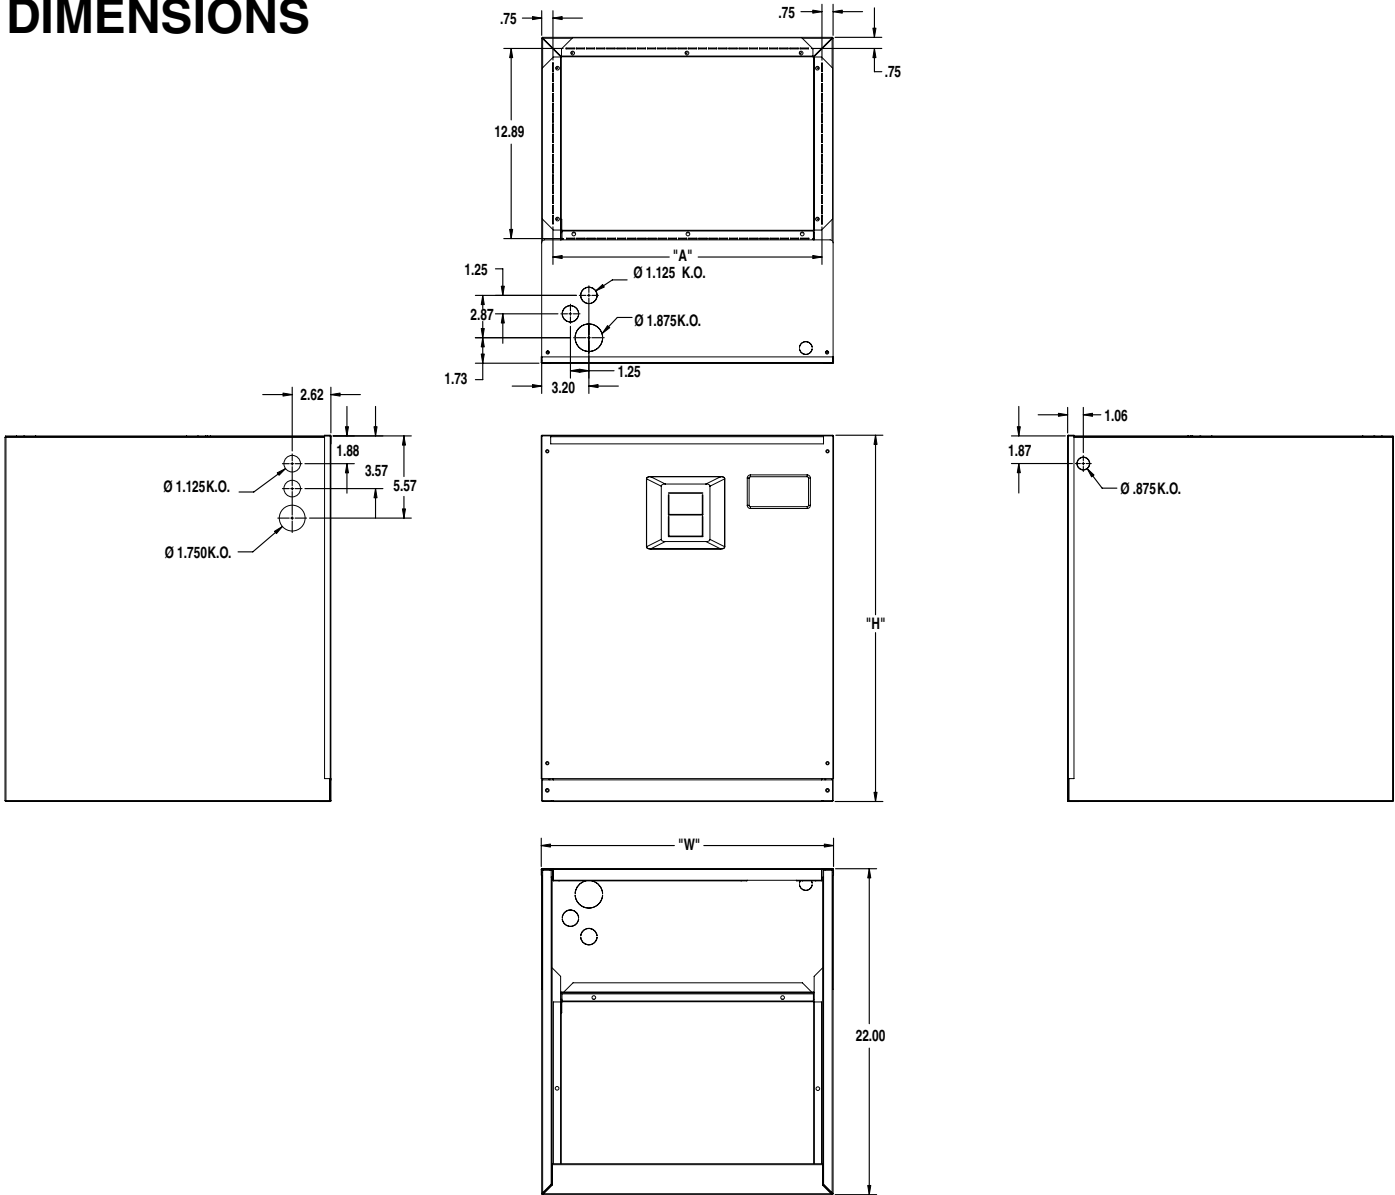 DIMENSIONS
.75
.75
.75
12.89
"A"
1.25
Ø 1.125 K.O.
2.87
Ø 1.875K.O.
1.73
1.25
3.20
2.62
1.88
3.57
5.57
Ø 1.125K.O.
Ø 1.750K.O.
1.06
1.87
Ø .875K.O.
"H"
"W"
22.00